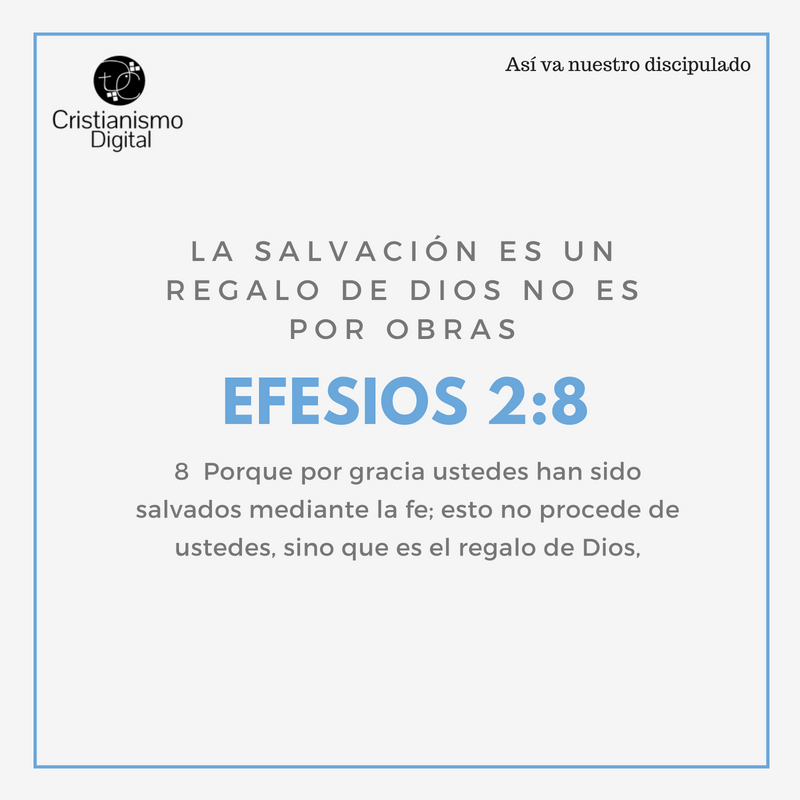 Cristianismo
Digital
Así va nuestro discipulado
LA SALVACIÓN ES UN
REGALO DE DIOS NO ES
POR OBRAS
EFESIOS 2:8
8 Porque por gracia ustedes han sido
salvados mediante la fe; esto no procede de
ustedes, sino que es el regalo de Dios,